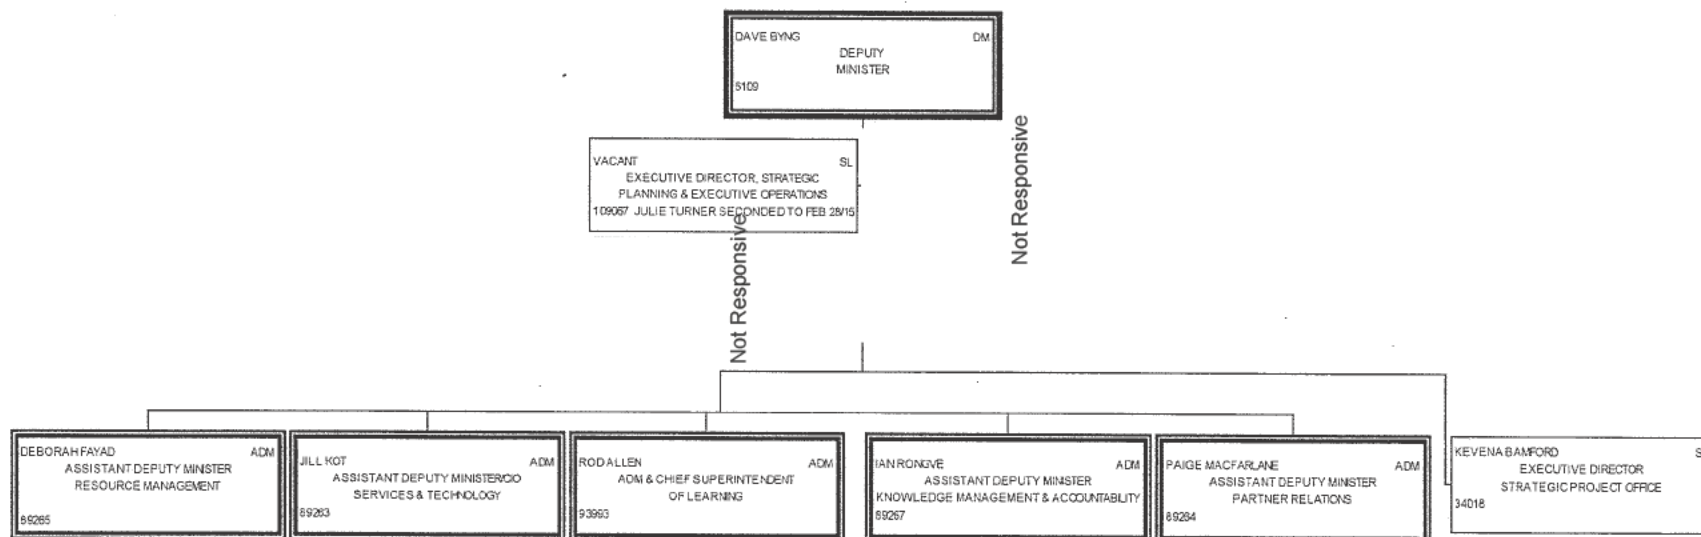 DAVE BYNG DM
DEPUTY
MINISTER
5109
VACANT SL
EXECUTIVE DIRECTOR, STRATEGIC
PLANNING & EXECUTIVE OPERATIONS
109067 JULIE TURNER SECONDED TO FEB 28/15
Not Responsive
Not Responsive
DEBORAH FAYAD ADM
ASSISTANT DEPUTY MINISTER
RESOURCE MANAGEMENT
89265
JILL KOT ADM
ASSISTANT DEPUTY MINISTER/CIO
SERVICES & TECHNOLOGY
89263
ROD ALLEN ADM
ADM & CHIEF SUPERINTENDENT
OF LEARNING
93993
IAN RONGVE ADM
ASSISTANT DEPUTY MINISTER
KNOWLEDGE MANAGEMENT & ACCOUNTABILITY
89267
PAIGE MACFARLANE ADM
ASSISTANT DEPUTY MINISTER
PARTNER RELATIONS
89264
KEVENA BAMFORD S
EXECUTIVE DIRECTOR
STRATEGIC PROJECT OFFICE
34018